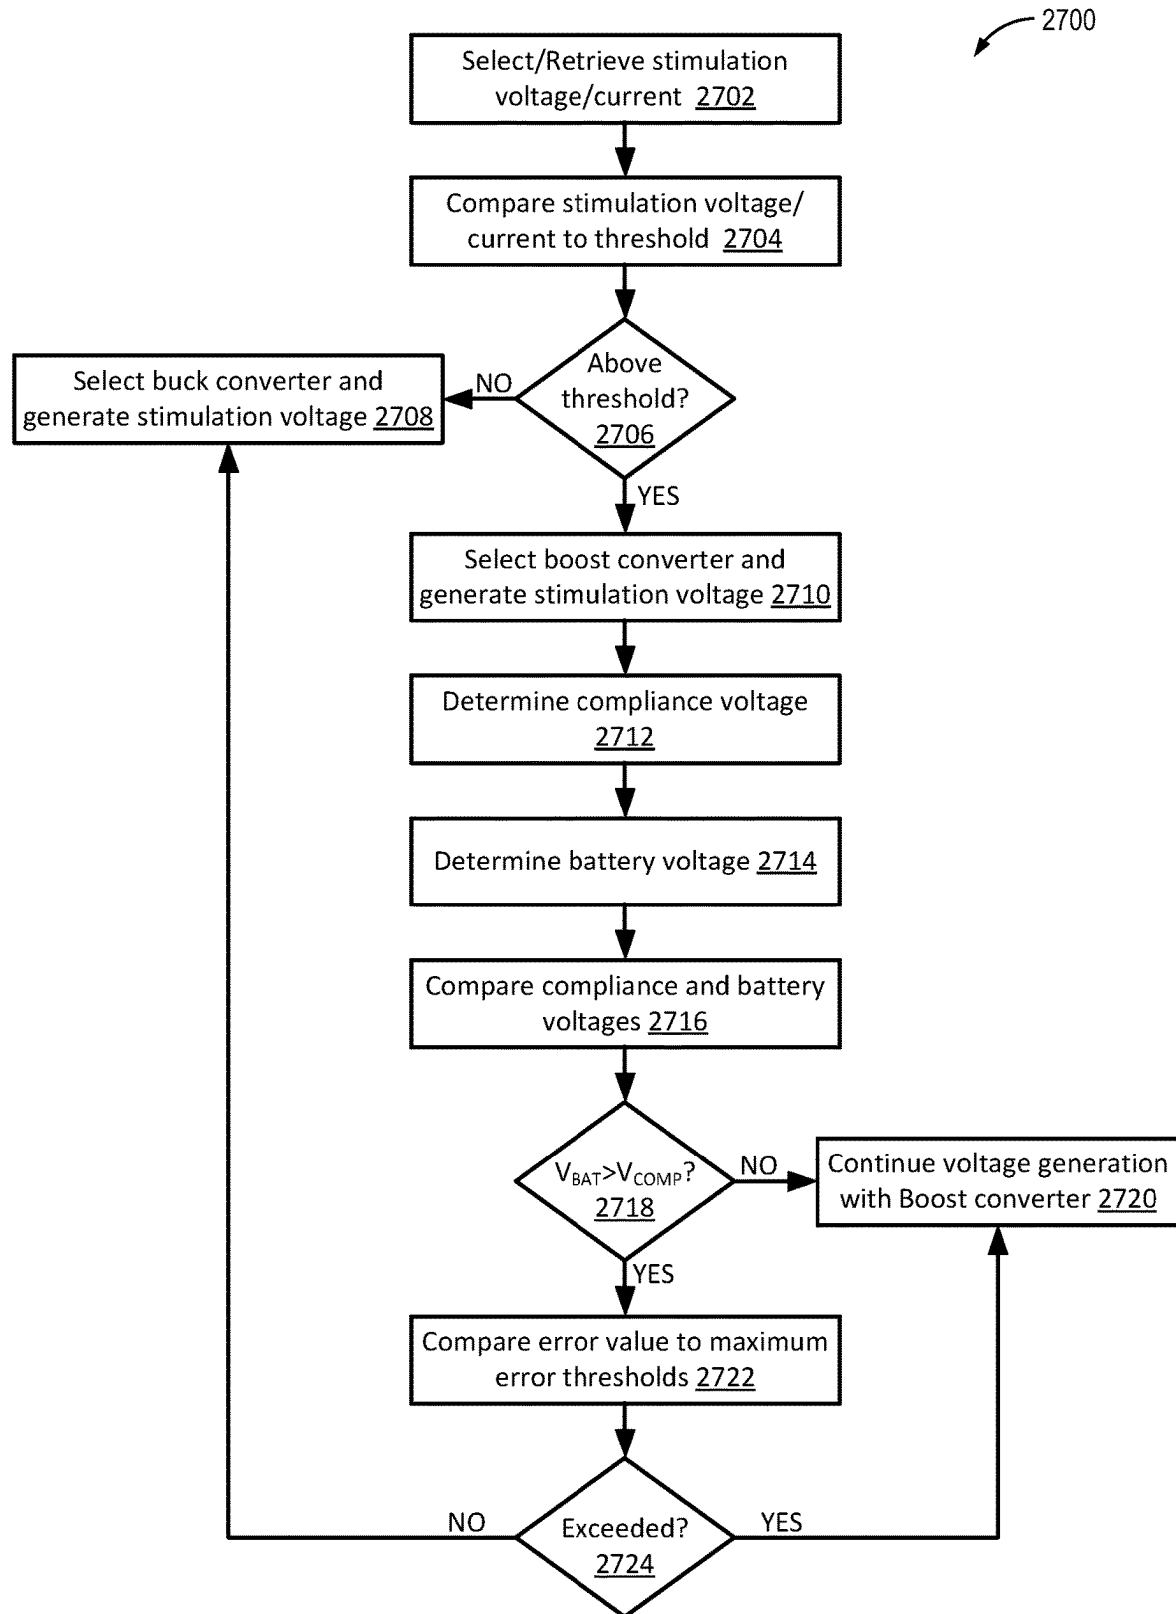 2700
Select/Retrieve stimulation
voltage/current 2702
Compare stimulation voltage/
current to threshold 2704
Above
threshold?
2706
NO
Select buck converter and
generate stimulation voltage 2708
YES
Select boost converter and
generate stimulation voltage 2710
Determine compliance voltage
2712
Determine battery voltage 2714
Compare compliance and battery
voltages 2716
VBAT>VCOMP?
2718
NO
Continue voltage generation
with Boost converter 2720
YES
Compare error value to maximum
error thresholds 2722
NO
Exceeded?
2724
YES